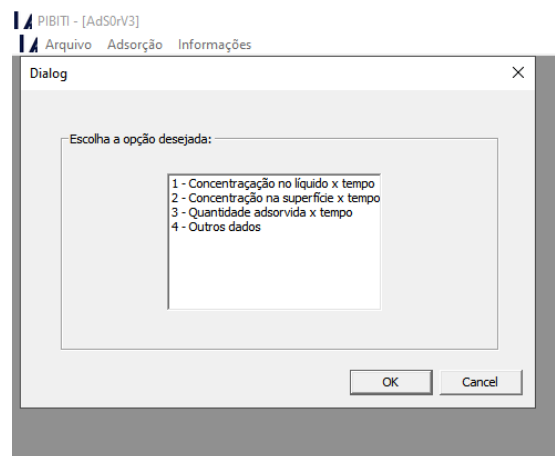 PIBITI - [AdS0rV3]
Arquivo Adsorção Informações
Dialog
Escolha a opção desejada:
1 - Concentraçação no líquido x tempo
2 - Concentração na superfície x tempo
3 - Quantidade adsorvida x tempo
4 - Outros dados
OK Cancel